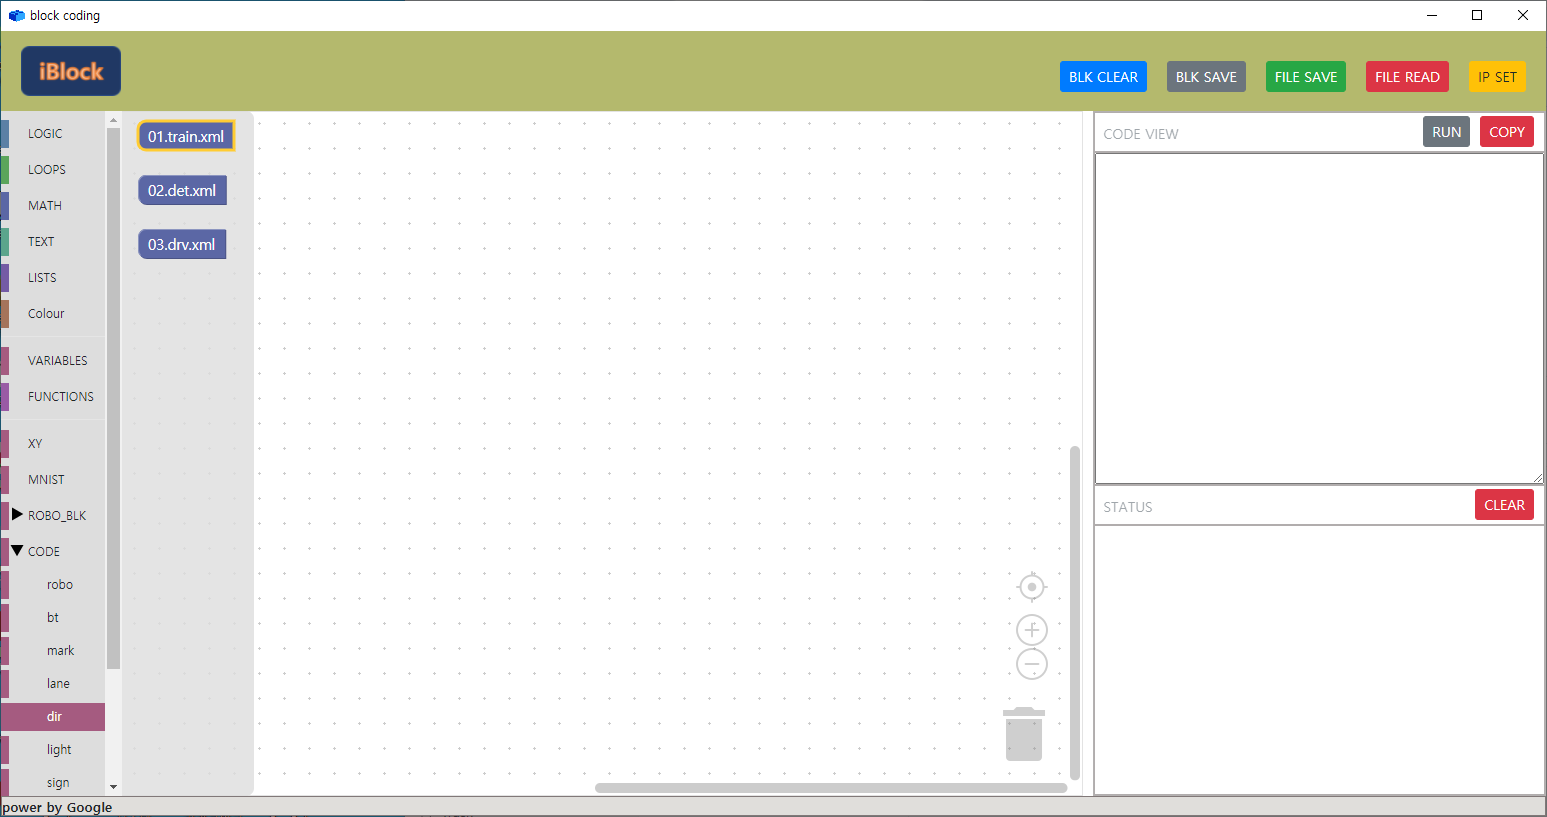 block coding
iBlock
BLK CLEAR
BLK SAVE
FILE SAVE
FILE READ
IP SET
LOGIC
LOOPS
MATH
TEXT
LISTS
Colour
VARIABLES
FUNCTIONS
XY
MNIST
ROBO_BLK
CODE
robo
bt
mark
lane
dir
light
sign
01.train.xml
02.det.xml
03.drv.xml
CODE VIEW
RUN
COPY
STATUS
CLEAR
power by Google